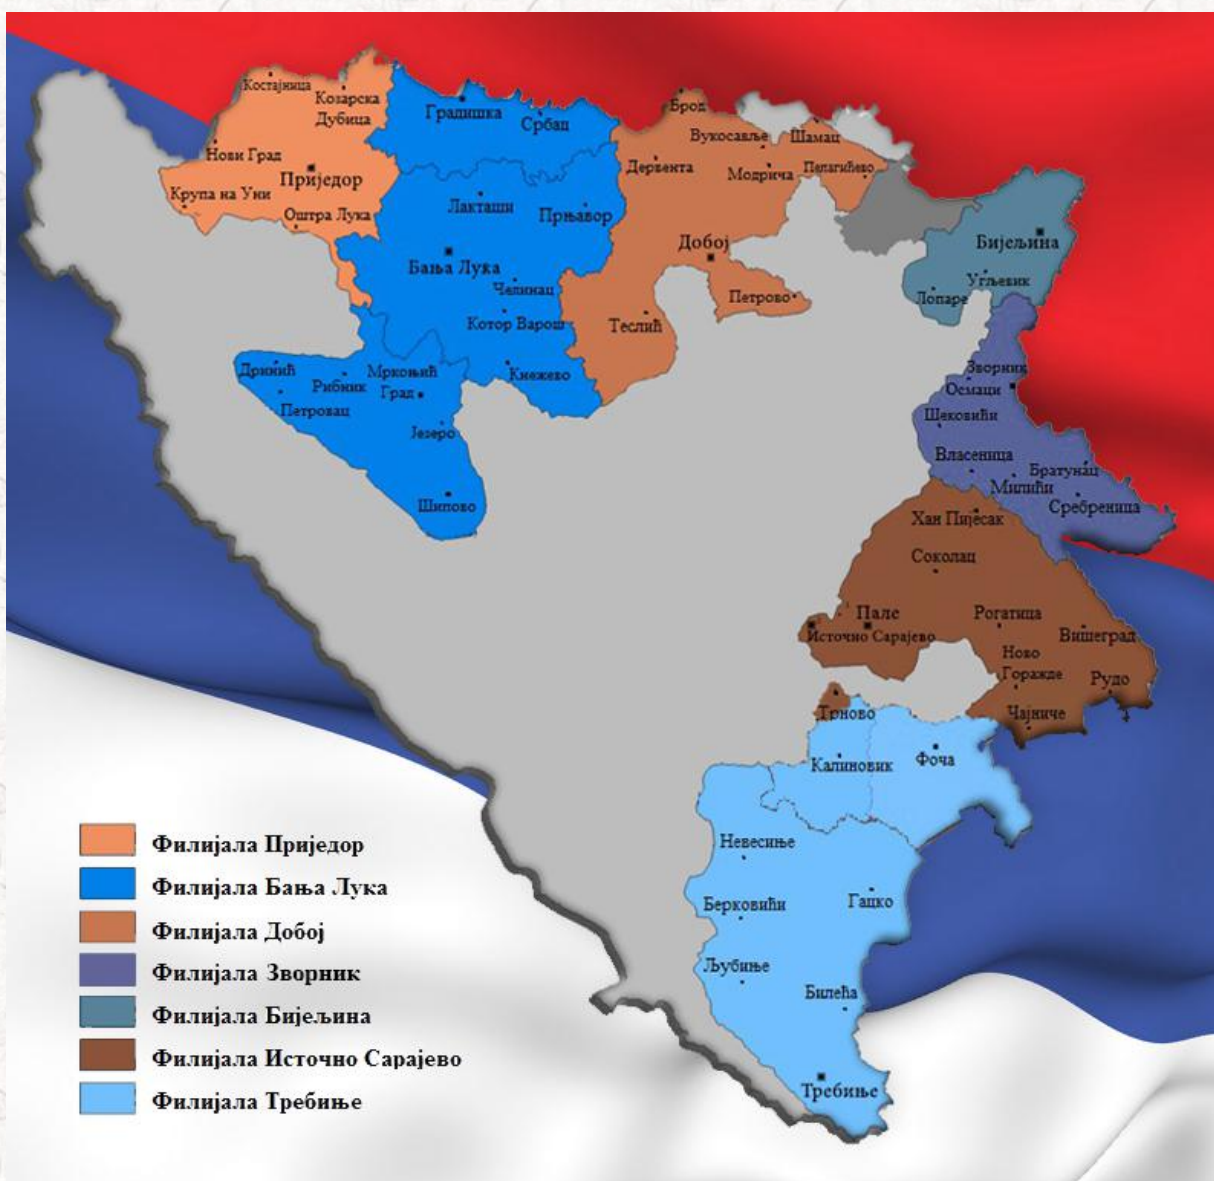 Костајница
Козарска
Дубица
Нови Град
Приједор
Крупа на Уни
Оштра Лука
Градишка
Србац
Лакташи
Прњавор
Бања Лука
Челинац
Котор Варош
Кнежево
Дринић
Рибник
Петровац
Мркоњић
Град
Језеро
Шипово
Брод
Вукосавље
Шамац
Дервента
Модрича
Пелагићево
Добој
Петрово
Теслић
Бијељина
Угљевик
Лопаре
Зворник
Осмаци
Шековићи
Власеница
Братунац
Милићи
Сребреница
Хан Пијесак
Соколац
Пале
Источно Сарајево
Рогатица
Вишеград
Ново
Горажде
Рудо
Чајниче
Трново
Калиновик
Фоча
Невесиње
Берковићи
Гацко
Љубиње
Билећа
Требиње
Филијала Приједор
Филијала Бања Лука
Филијала Добој
Филијала Зворник
Филијала Бијељина
Филијала Источно Сарајево
Филијала Требиње